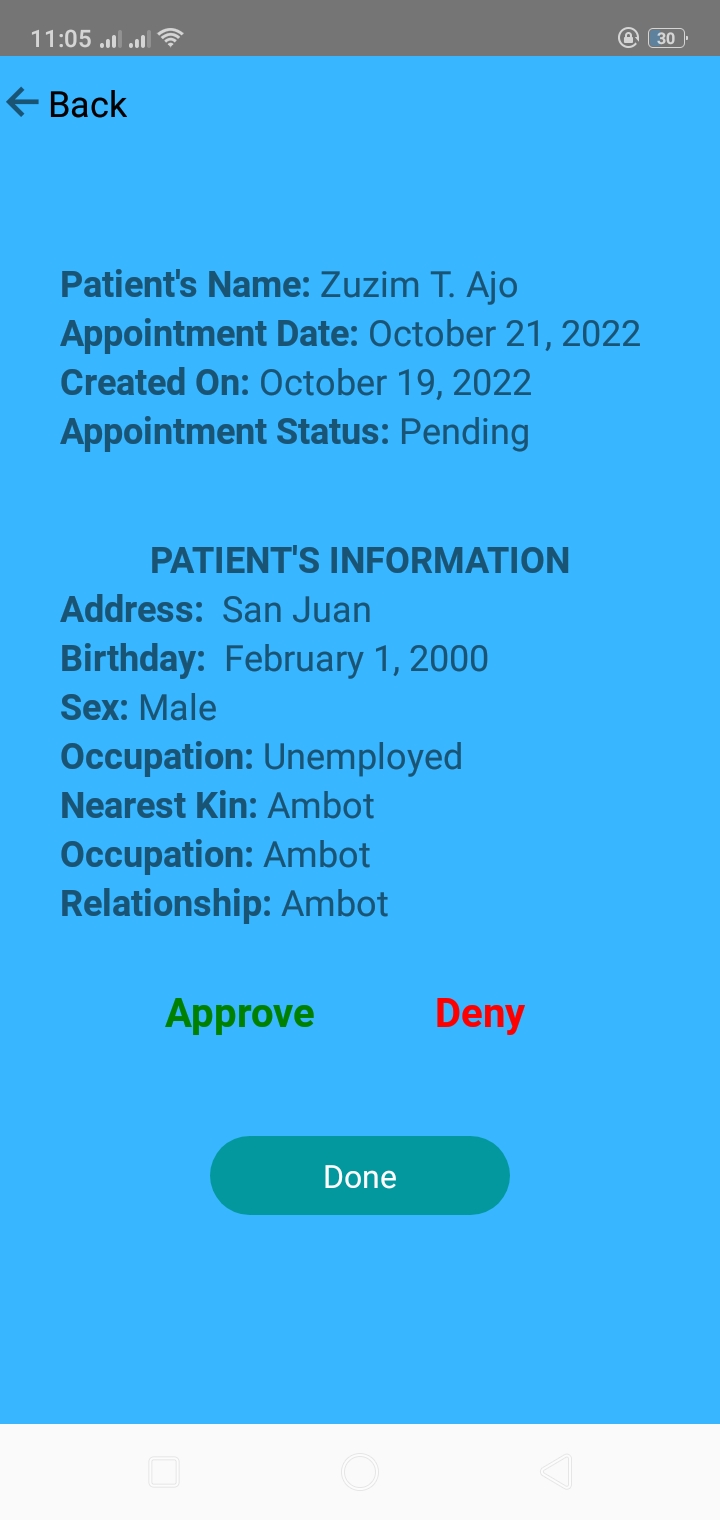 11:05
30
Back
Patient's Name: Zuzim T. Ajo
Appointment Date: October 21, 2022
Created On: October 19, 2022
Appointment Status: Pending
PATIENT'S INFORMATION
Address: San Juan
Birthday: February 1, 2000
Sex: Male
Occupation: Unemployed
Nearest Kin: Ambot
Occupation: Ambot
Relationship: Ambot
Approve Deny
Done